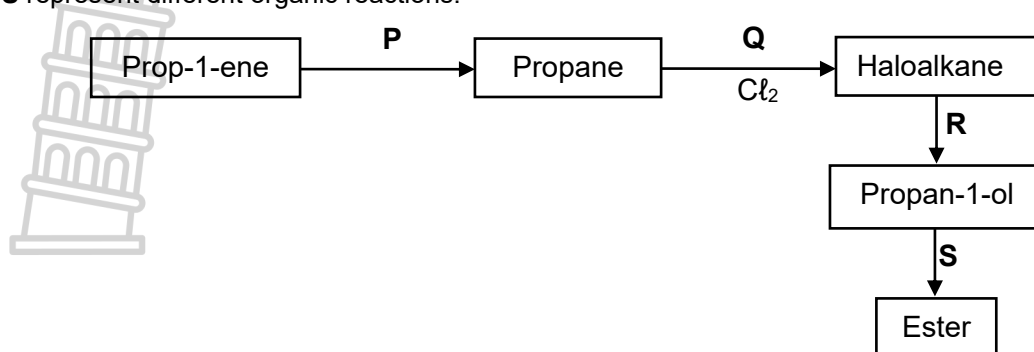 S represent different organic reactions.
P
Q
Prop-1-ene
Propane
Haloalkane
Cℓ₂
R
Propan-1-ol
S
Ester